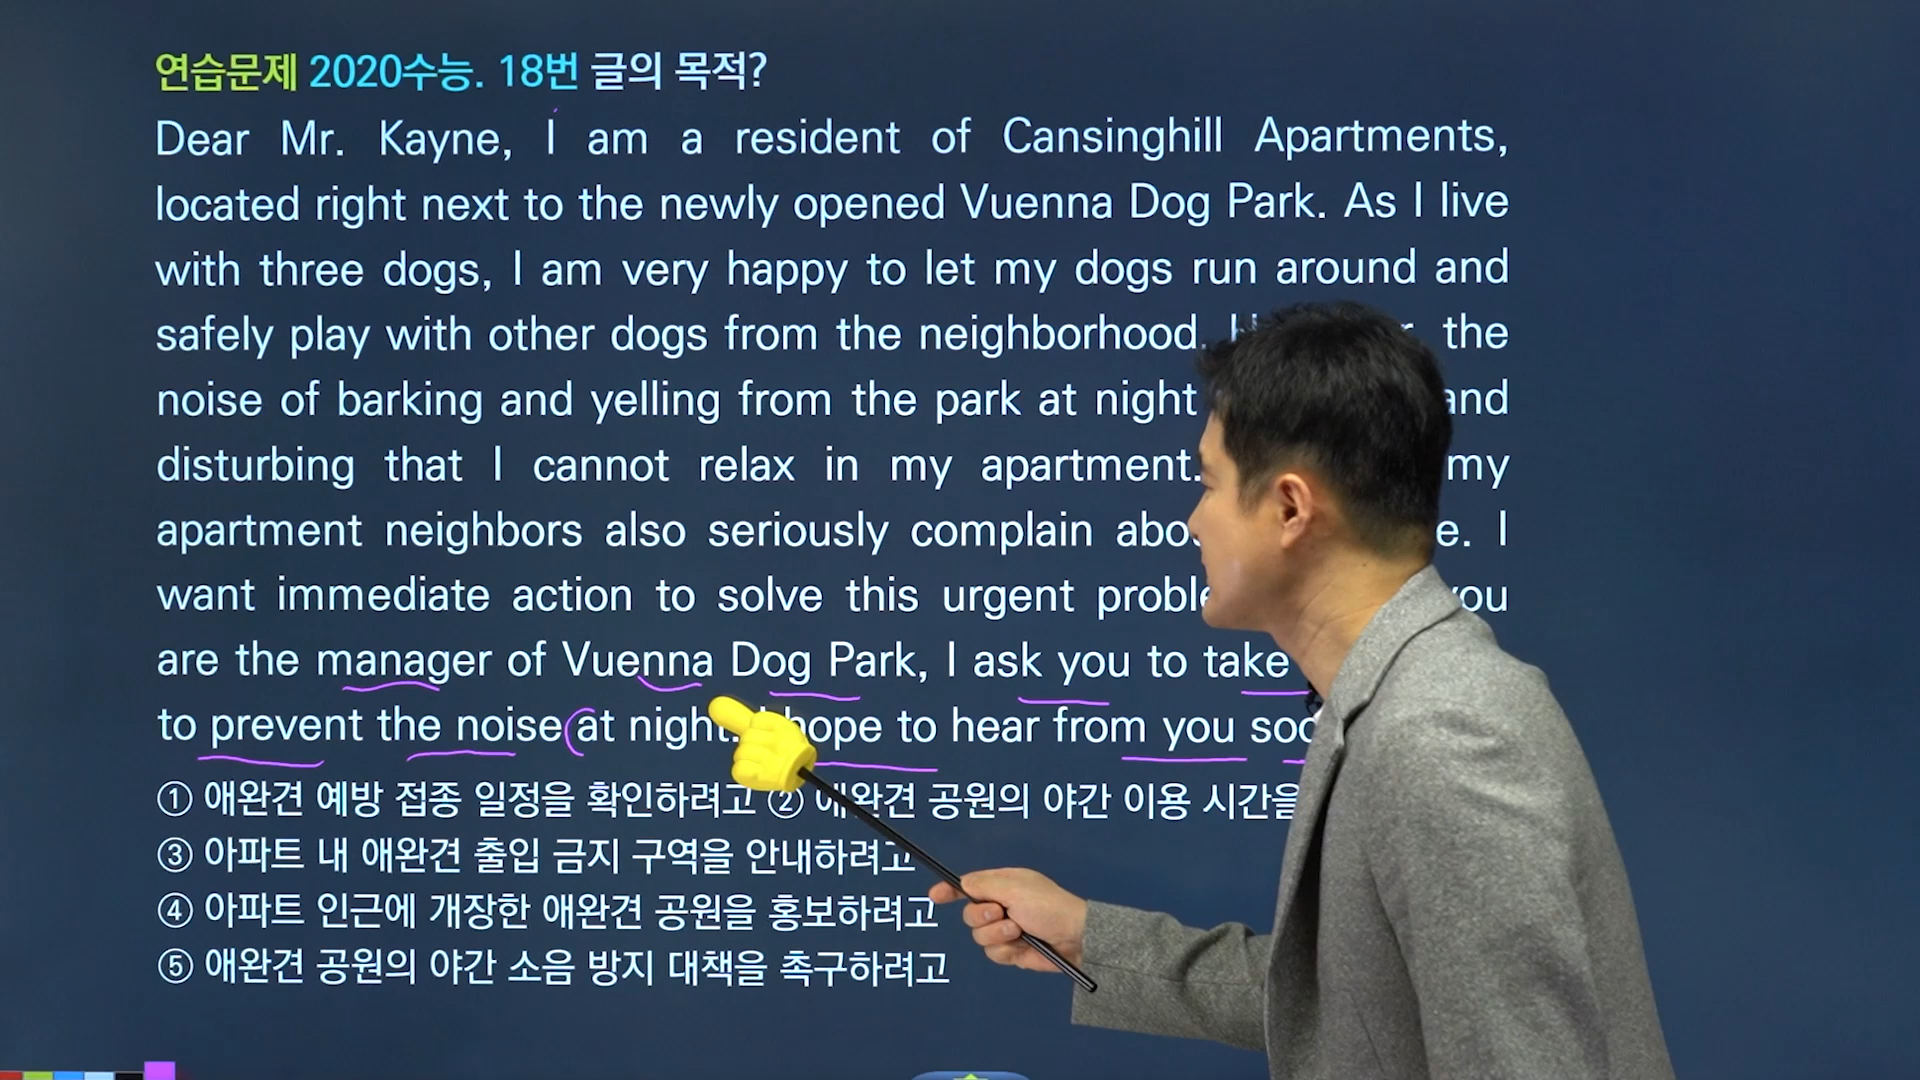 연습문제 2020수능. 18번 글의 목적?
Dear Mr. Kayne, I am a resident of Cansinghill Apartments,
located right next to the newly opened Vuenna Dog Park. As I live
with three dogs, I am very happy to let my dogs run around and
safely play with other dogs from the neighborhood. the
noise of barking and yelling from the park at night and
disturbing that I cannot relax in my apartment. my
apartment neighbors also seriously complain I
want immediate action to solve this urgent you
are the manager of Vuenna Dog Park, I ask you to take
to prevent the noise at night. hope to hear from you
① 애완견 예방 접종 일정을 확인하려고 ② 애완견 공원의 야간 이용 시간을
③ 아파트 내 애완견 출입 금지 구역을 안내하려고
④ 아파트 인근에 개장한 애완견 공원을 홍보하려고
⑤ 애완견 공원의 야간 소음 방지 대책을 촉구하려고